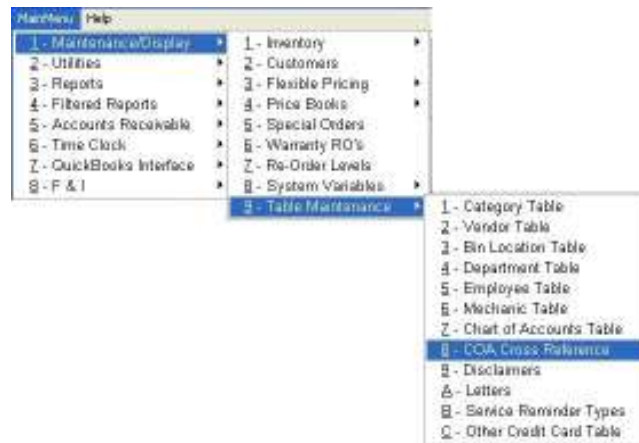 MainMenu Help
1 - Maintenance/Display
2 - Utilities
3 - Reports
4 - Filtered Reports
5 - Accounts Receivable
6 - Time Clock
7 - QuickBooks Interface
8 - F & I
1 - Inventory
2 - Customers
3 - Flexible Pricing
4 - Price Books
5 - Special Orders
6 - Warranty RO's
7 - Re-Order Levels
8 - System Variables
9 - Table Maintenance
1 - Category Table
2 - Vendor Table
3 - Bin Location Table
4 - Department Table
5 - Employee Table
6 - Mechanic Table
7 - Chart of Accounts Table
8 - COA Cross Reference
9 - Disclaimers
A - Letters
B - Service Reminder Types
C - Other Credit Card Table